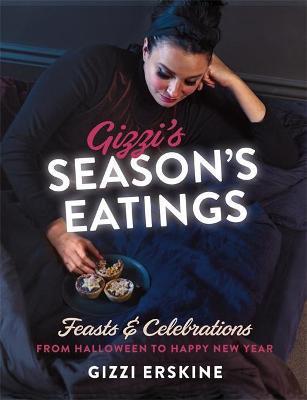 Gizzi's
SEASON'S
EATINGS
Feasts & Celebrations
FROM HALLOWEEN TO HAPPY NEW YEAR
GIZZI ERSKINE